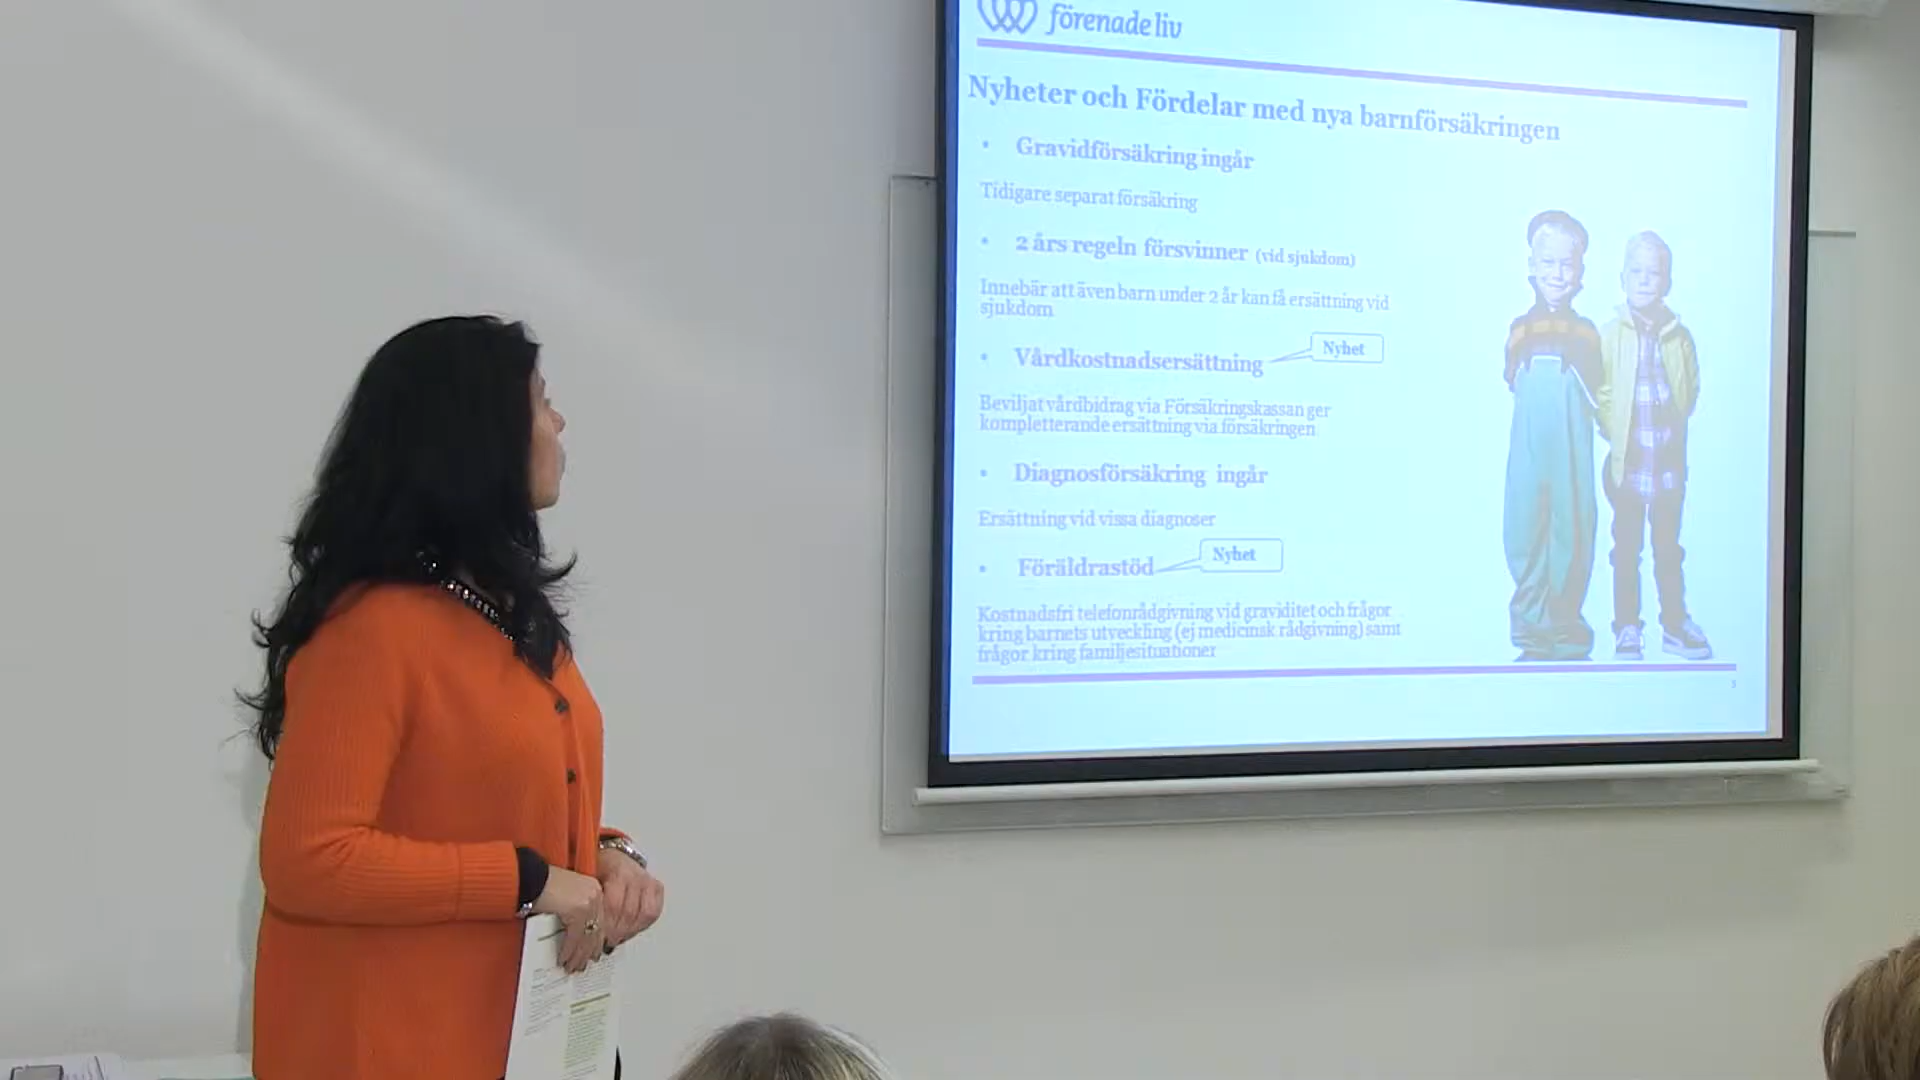 förenade liv
Nyheter och Fördelar med nya barnförsäkringen
• Gravidförsäkring ingår
Tidigare separat försäkring
• 2 års regeln försvinner (vid sjukdom)
Innebär att även barn under 2 år kan få ersättning vid
sjukdom
• Vårdkostnadsersättning
Nyhet
Beviljat vårdbidrag via Försäkringskassan ger
kompletterande ersättning via försäkringen
• Diagnosförsäkring ingår
Ersättning vid vissa diagnoser
• Föräldrastöd
Nyhet
Kostnadsfri telefonrådgivning vid graviditet och frågor
kring barnets utveckling (ej medicinsk rådgivning) samt
frågor kring familjesituationer
5